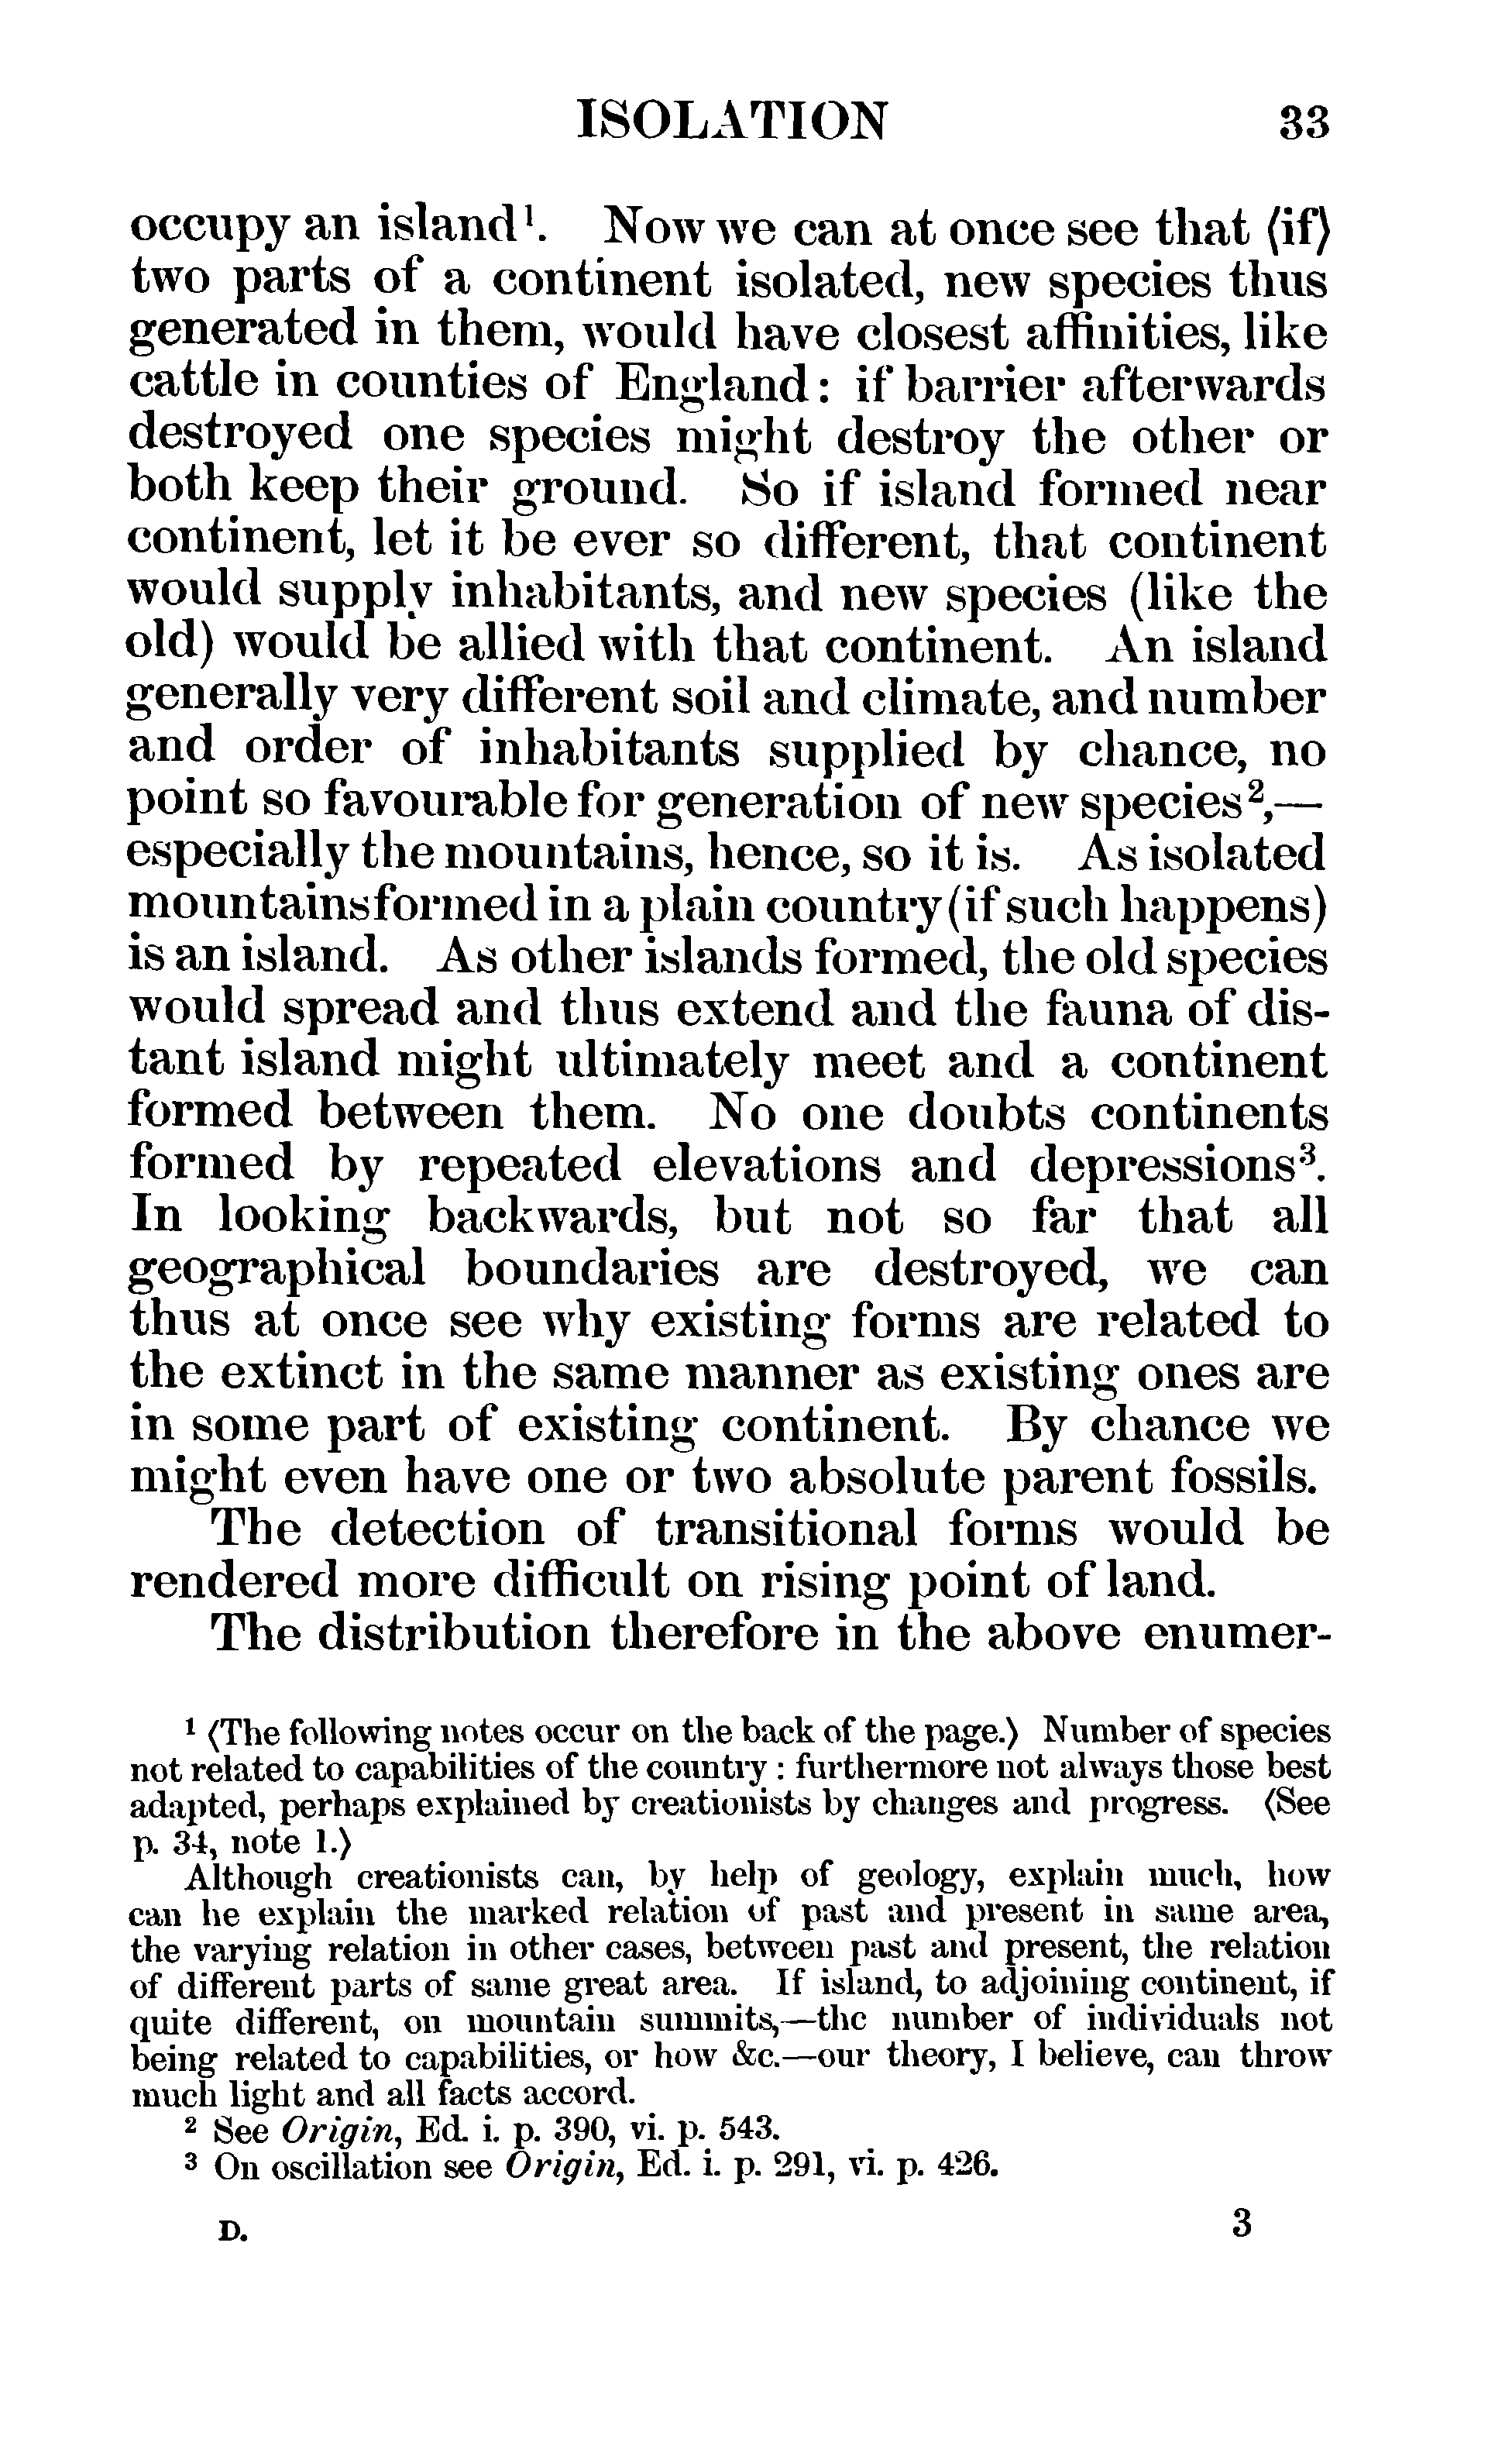 ISOLATION 33
occupy an island¹. Now we can at once see that ⟨if⟩
two parts of a continent isolated, new species thus
generated in them, would have closest affinities, like
cattle in counties of England: if barrier afterwards
destroyed one species might destroy the other or
both keep their ground. So if island formed near
continent, let it be ever so different, that continent
would supply inhabitants, and new species (like the
old) would be allied with that continent. An island
generally very different soil and climate, and number
and order of inhabitants supplied by chance, no
point so favourable for generation of new species²,—
especially the mountains, hence, so it is. As isolated
mountains formed in a plain country (if such happens)
is an island. As other islands formed, the old species
would spread and thus extend and the fauna of dis-
tant island might ultimately meet and a continent
formed between them. No one doubts continents
formed by repeated elevations and depressions³.
In looking backwards, but not so far that all
geographical boundaries are destroyed, we can
thus at once see why existing forms are related to
the extinct in the same manner as existing ones are
in some part of existing continent. By chance we
might even have one or two absolute parent fossils.
The detection of transitional forms would be
rendered more difficult on rising point of land.
The distribution therefore in the above enumer-
¹ ⟨The following notes occur on the back of the page.⟩ Number of species
not related to capabilities of the country: furthermore not always those best
adapted, perhaps explained by creationists by changes and progress. ⟨See
p. 34, note 1.⟩
Although creationists can, by help of geology, explain much, how
can he explain the marked relation of past and present in same area,
the varying relation in other cases, between past and present, the relation
of different parts of same great area. If island, to adjoining continent, if
quite different, on mountain summits,—the number of individuals not
being related to capabilities, or how &c.—our theory, I believe, can throw
much light and all facts accord.
² See Origin, Ed. i. p. 390, vi. p. 543.
³ On oscillation see Origin, Ed. i. p. 291, vi. p. 426.
D. 3